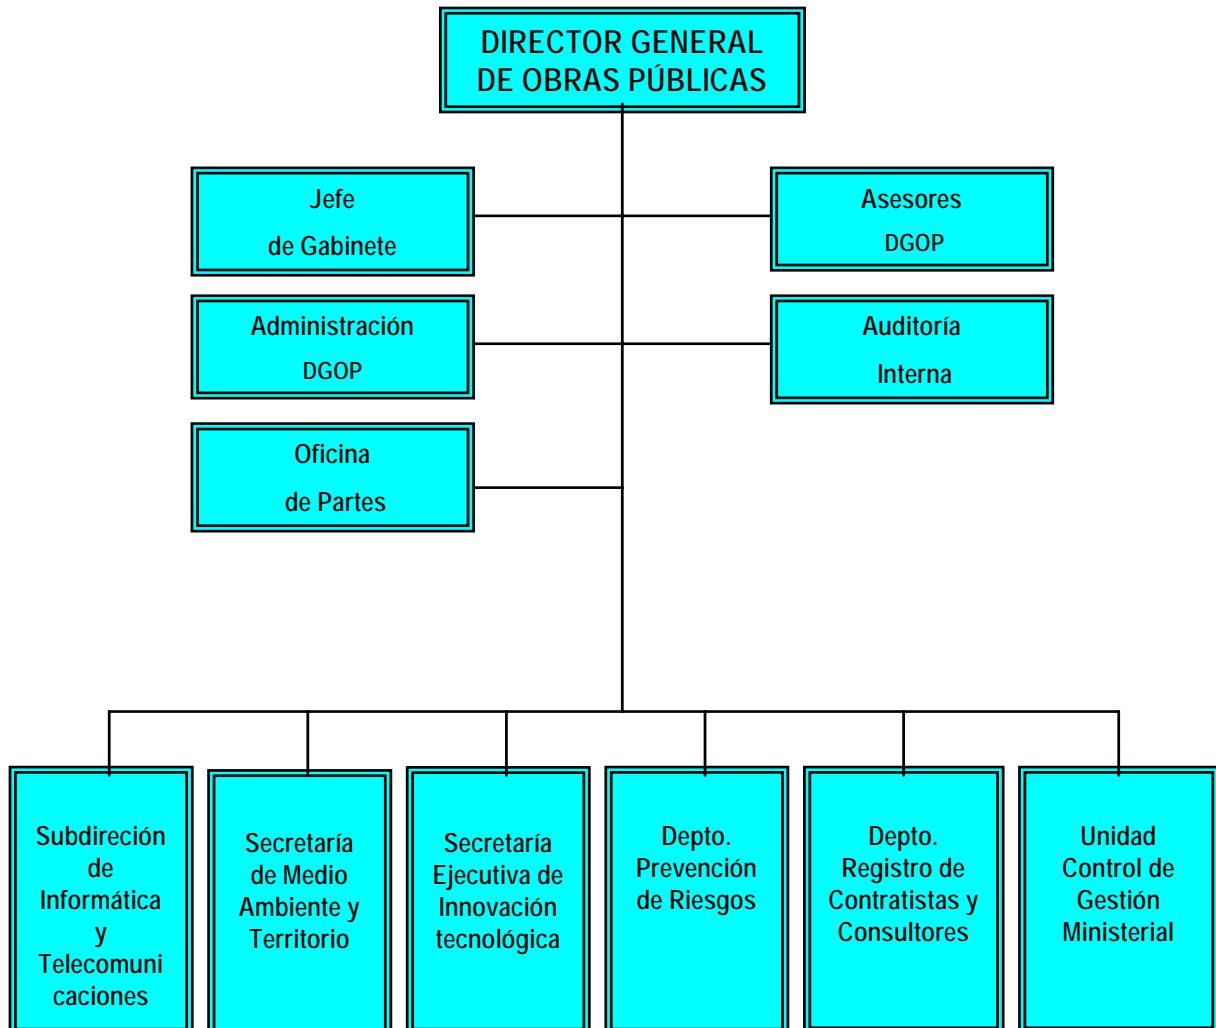 DIRECTOR GENERAL
DE OBRAS PÚBLICAS
Jefe
de Gabinete
Asesores
DGOP
Administración
DGOP
Auditoría
Interna
Oficina
de Partes
Subdireción
de
Informática
y
Telecomuni
caciones
Secretaría
de Medio
Ambiente y
Territorio
Secretaría
Ejecutiva de
Innovación
tecnológica
Depto.
Prevención
de Riesgos
Depto.
Registro de
Contratistas y
Consultores
Unidad
Control de
Gestión
Ministerial